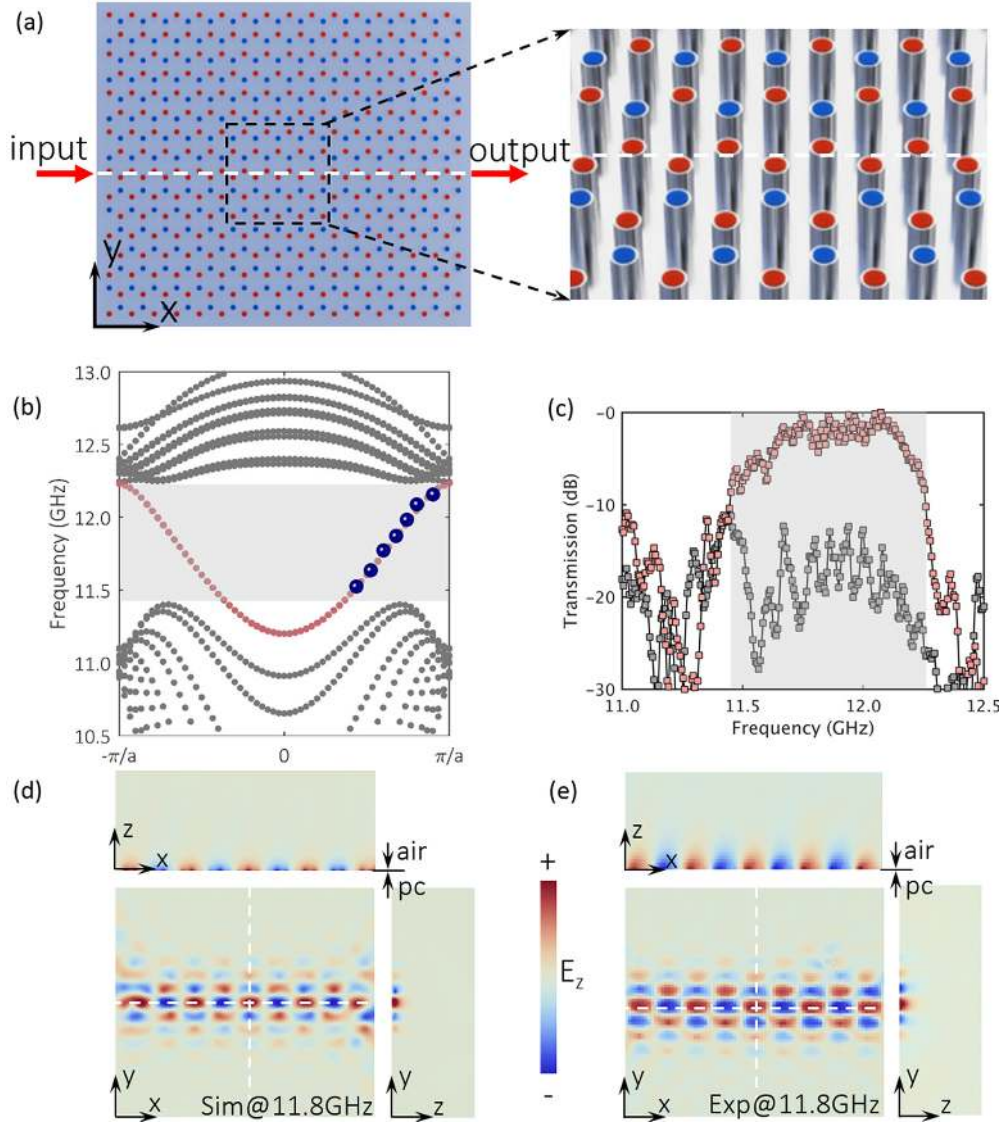 (a)
input
output
y
x
(b)
13.0
12.5
12.0
11.5
11.0
10.5
Frequency (GHz)
-π/a
0
π/a
(c)
-0
-10
-20
-30
Transmission (dB)
11.0
11.5
12.0
12.5
Frequency (GHz)
(d)
z
x
air
pc
y
x
Sim@11.8GHz
y
z
+
E_z
-
(e)
z
x
air
pc
y
x
Exp@11.8GHz
y
z